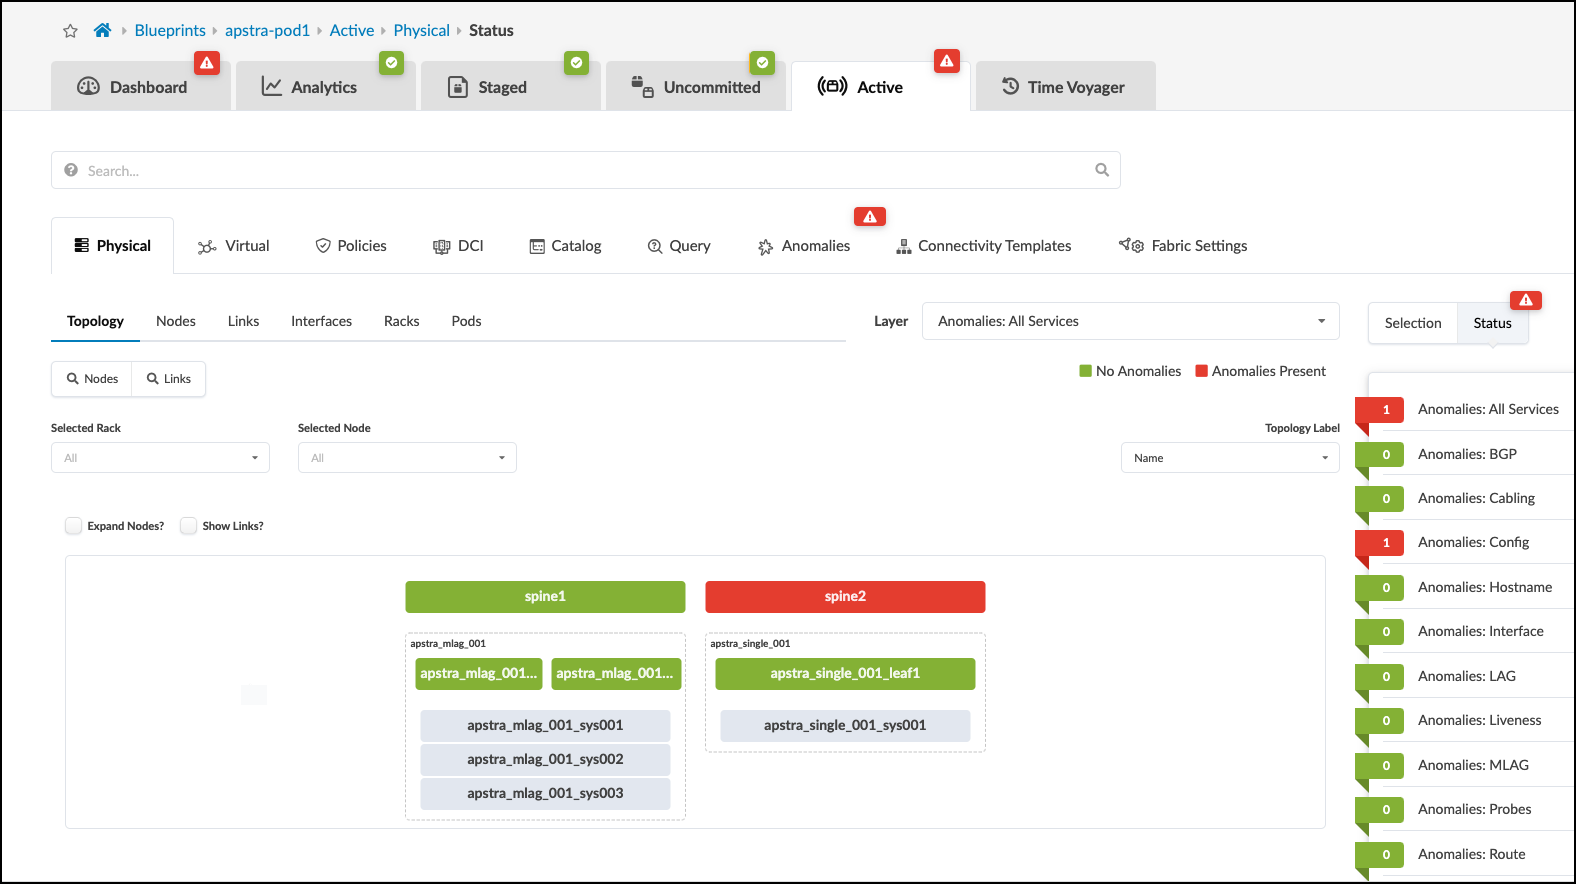 Blueprints apstra-pod1 Active Physical Status
Dashboard Analytics Staged Uncommitted Active Time Voyager
Search...
Physical Virtual Policies DCI Catalog Query Anomalies Connectivity Templates Fabric Settings
Topology Nodes Links Interfaces Racks Pods
Layer Anomalies: All Services
Selection Status
No Anomalies Anomalies Present
Nodes Links
Selected Rack Selected Node Topology Label
All All Name
Expand Nodes? Show Links?
spine1 spine2
apstra_mlag_001 apstra_single_001
apstra_mlag_001... apstra_mlag_001... apstra_single_001_leaf1
apstra_mlag_001_sys001 apstra_single_001_sys001
apstra_mlag_001_sys002
apstra_mlag_001_sys003
1 Anomalies: All Services
0 Anomalies: BGP
0 Anomalies: Cabling
1 Anomalies: Config
0 Anomalies: Hostname
0 Anomalies: Interface
0 Anomalies: LAG
0 Anomalies: Liveness
0 Anomalies: MLAG
0 Anomalies: Probes
0 Anomalies: Route